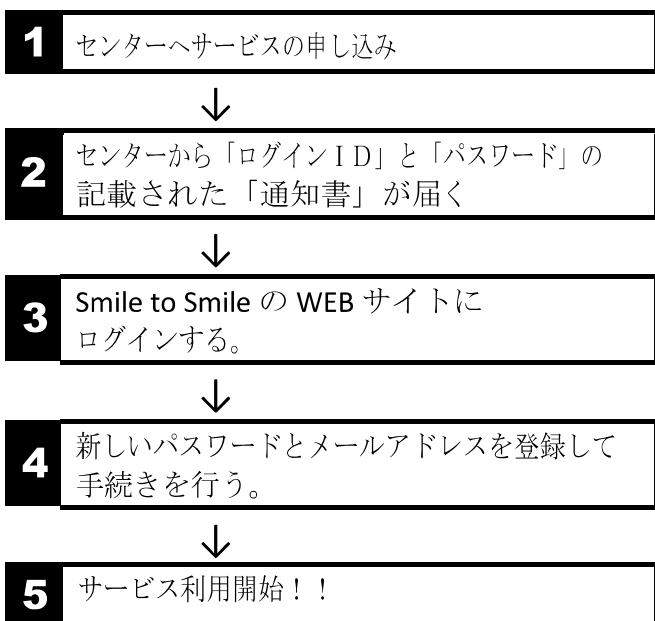 1 センターへサービスの申し込み
↓
2 センターから「ログインＩＤ」と「パスワード」の
記載された「通知書」が届く
↓
3 Smile to Smile の WEB サイトに
ログインする。
↓
4 新しいパスワードとメールアドレスを登録して
手続きを行う。
↓
5 サービス利用開始！！